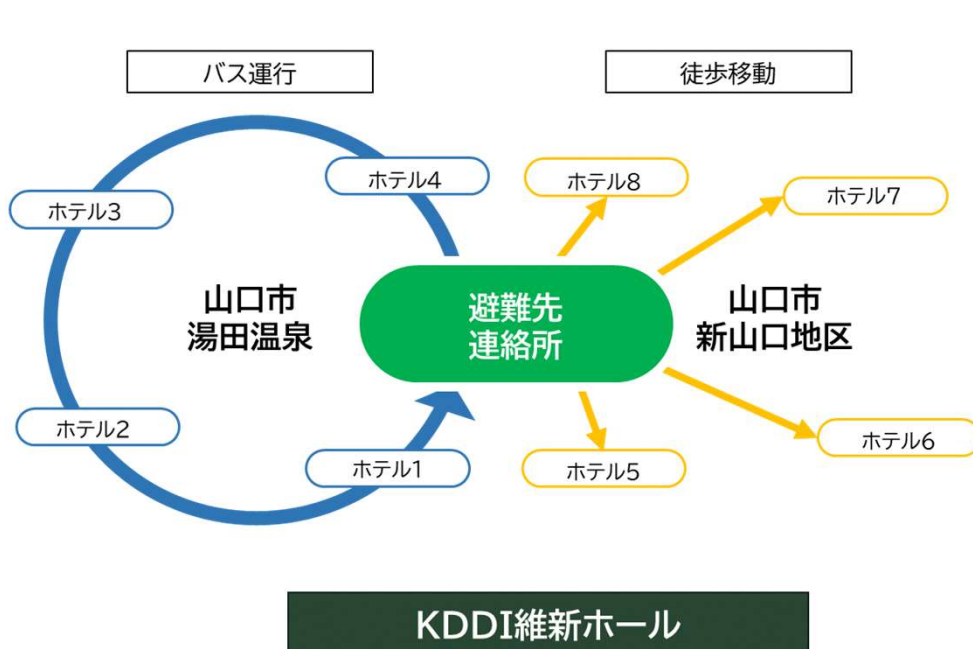 バス運行
徒歩移動
ホテル4
ホテル8
ホテル7
ホテル3
山口市
湯田温泉
避難先
連絡所
山口市
新山口地区
ホテル2
ホテル1
ホテル5
ホテル6
KDDI維新ホール